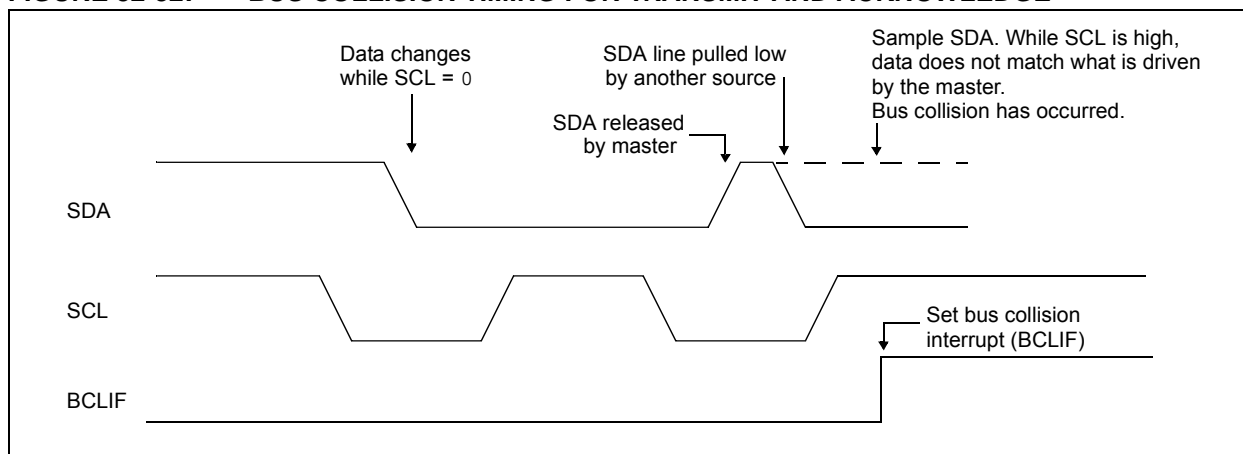 Data changes
while SCL = 0
SDA line pulled low
by another source
Sample SDA. While SCL is high,
data does not match what is driven
by the master.
Bus collision has occurred.
SDA released
by master
SDA
SCL
Set bus collision
interrupt (BCLIF)
BCLIF